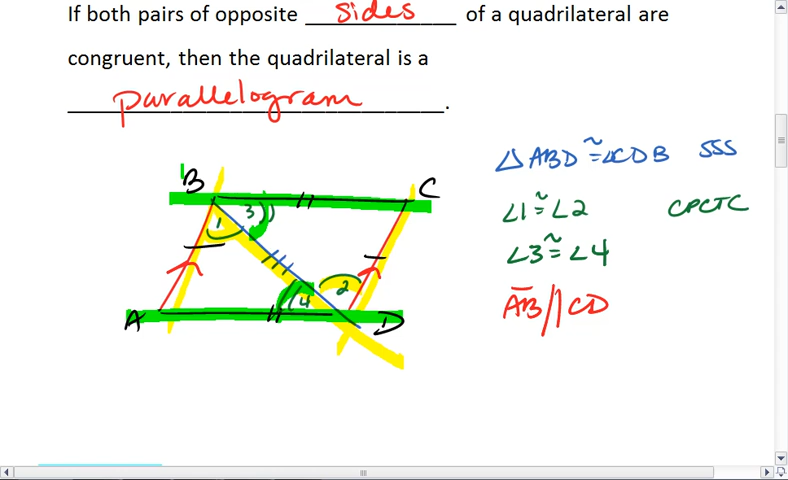 If both pairs of opposite sides of a quadrilateral are
congruent, then the quadrilateral is a
parallelogram.
△ABD ≅ △CDB SSS
∠1 ≅ ∠2 CPCTC
∠3 ≅ ∠4
AB // CD
B C
1 3
4 2
A D